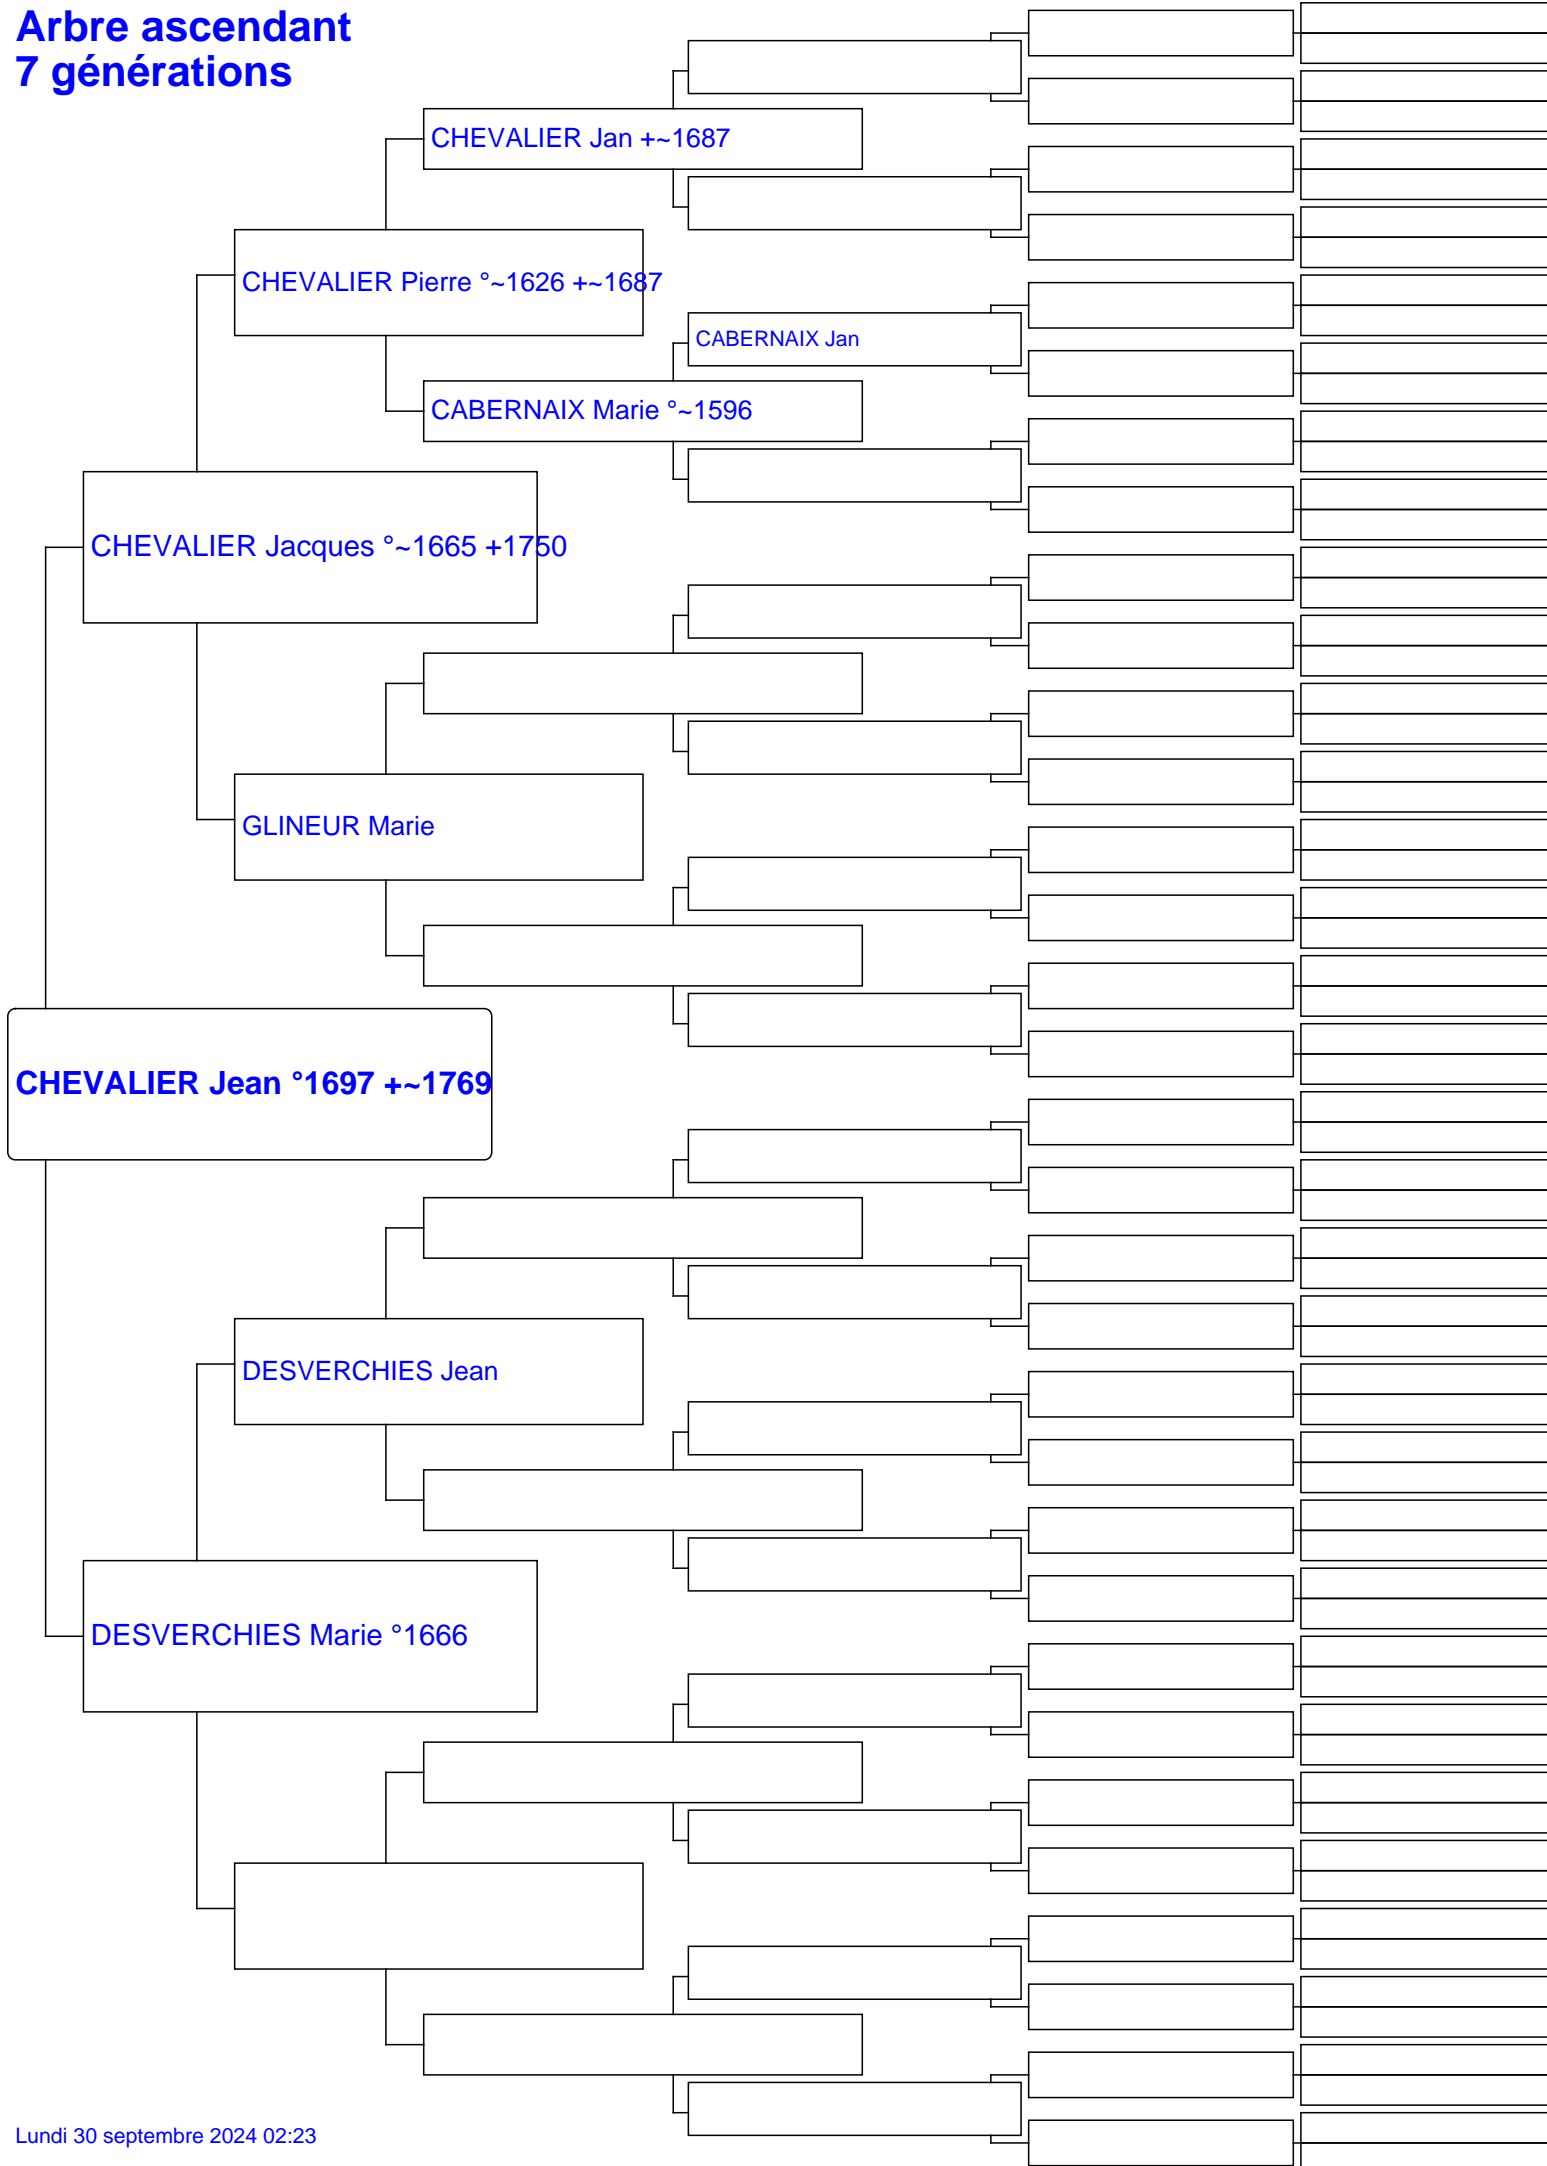 Arbre ascendant
7 générations
CHEVALIER Jan +~1687
CHEVALIER Pierre °~1626 +~1687
CABERNAIX Jan
CABERNAIX Marie °~1596
CHEVALIER Jacques °~1665 +1750
GLINEUR Marie
CHEVALIER Jean °1697 +~1769
DESVERCHIES Jean
DESVERCHIES Marie °1666
Lundi 30 septembre 2024 02:23